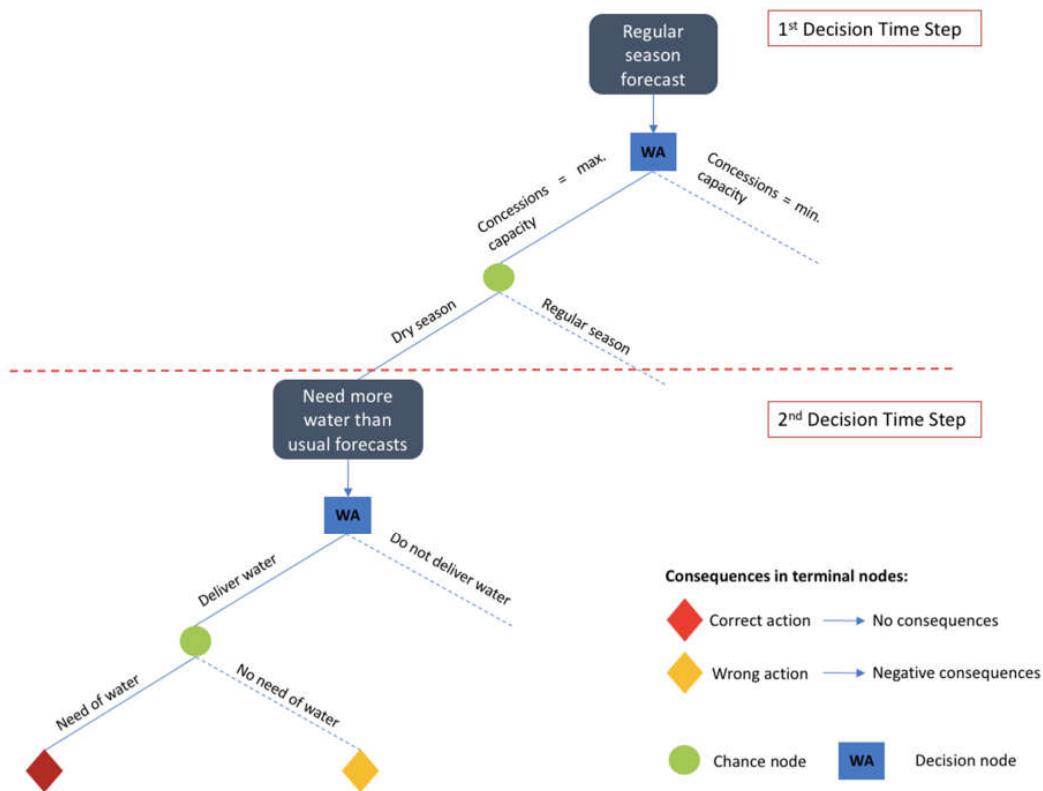 1st Decision Time Step
Regular
season
forecast
WA
Concessions = max.
capacity
Concessions = min.
capacity
Dry season
Regular season
Need more
water than
usual forecasts
2nd Decision Time Step
WA
Deliver water
Do not deliver water
Need of water
No need of water
Consequences in terminal nodes:
Correct action
No consequences
Wrong action
Negative consequences
Chance node
WA
Decision node